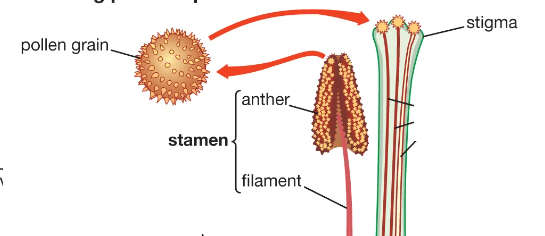 stigma
pollen grain
anther
stamen
filament